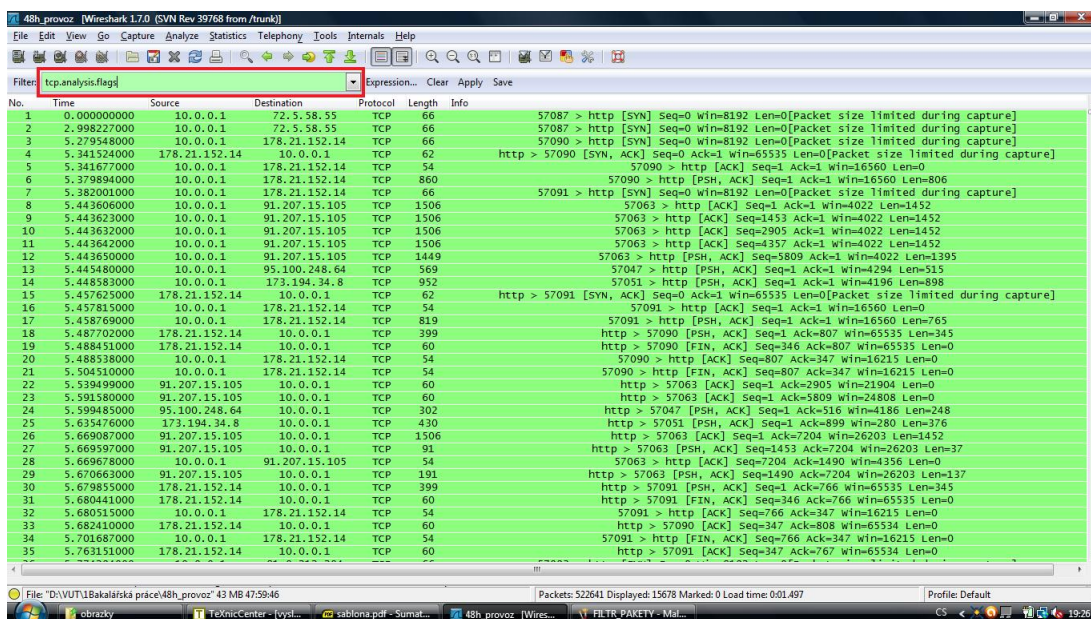 48h_provoz [Wireshark 1.7.0 (SVN Rev 39768 from /trunk)]
File Edit View Go Capture Analyze Statistics Telephony Tools Internals Help
Filter: tcp.analysis.flags Expression... Clear Apply Save
No. Time Source Destination Protocol Length Info
1 0.000000000 10.0.0.1 72.5.58.55 TCP 66 57087 > http [SYN] Seq=0 Win=8192 Len=0[Packet size limited during capture]
2 2.998227000 10.0.0.1 72.5.58.55 TCP 66 57087 > http [SYN] Seq=0 Win=8192 Len=0[Packet size limited during capture]
3 5.279548000 10.0.0.1 178.21.152.14 TCP 66 57090 > http [SYN] Seq=0 Win=8192 Len=0[Packet size limited during capture]
4 5.341524000 178.21.152.14 10.0.0.1 TCP 62 http > 57090 [SYN, ACK] Seq=0 Ack=1 Win=65535 Len=0[Packet size limited during capture]
5 5.341677000 10.0.0.1 178.21.152.14 TCP 54 57090 > http [ACK] Seq=1 Ack=1 Win=16560 Len=0
6 5.379894000 10.0.0.1 178.21.152.14 TCP 860 57090 > http [PSH, ACK] Seq=1 Ack=1 Win=16560 Len=806
7 5.382001000 10.0.0.1 178.21.152.14 TCP 66 57091 > http [SYN] Seq=0 Win=8192 Len=0[Packet size limited during capture]
8 5.443606000 10.0.0.1 91.207.15.105 TCP 1506 57063 > http [ACK] Seq=1 Ack=1 Win=4022 Len=1452
9 5.443623000 10.0.0.1 91.207.15.105 TCP 1506 57063 > http [ACK] Seq=1453 Ack=1 Win=4022 Len=1452
10 5.443632000 10.0.0.1 91.207.15.105 TCP 1506 57063 > http [ACK] Seq=2905 Ack=1 Win=4022 Len=1452
11 5.443642000 10.0.0.1 91.207.15.105 TCP 1506 57063 > http [ACK] Seq=4357 Ack=1 Win=4022 Len=1452
12 5.443650000 10.0.0.1 91.207.15.105 TCP 1449 57063 > http [PSH, ACK] Seq=5809 Ack=1 Win=4022 Len=1395
13 5.445480000 10.0.0.1 95.100.248.64 TCP 569 57047 > http [PSH, ACK] Seq=1 Ack=1 Win=4294 Len=515
14 5.448583000 10.0.0.1 173.194.34.8 TCP 952 57051 > http [PSH, ACK] Seq=1 Ack=1 Win=4196 Len=898
15 5.457625000 178.21.152.14 10.0.0.1 TCP 62 http > 57091 [SYN, ACK] Seq=0 Ack=1 Win=65535 Len=0[Packet size limited during capture]
16 5.457815000 10.0.0.1 178.21.152.14 TCP 54 57091 > http [ACK] Seq=1 Ack=1 Win=16560 Len=0
17 5.458769000 10.0.0.1 178.21.152.14 TCP 819 57091 > http [PSH, ACK] Seq=1 Ack=1 Win=16560 Len=765
18 5.487702000 178.21.152.14 10.0.0.1 TCP 399 http > 57090 [PSH, ACK] Seq=1 Ack=807 Win=65535 Len=345
19 5.488451000 178.21.152.14 10.0.0.1 TCP 60 http > 57090 [FIN, ACK] Seq=346 Ack=807 Win=65535 Len=0
20 5.488538000 10.0.0.1 178.21.152.14 TCP 54 57090 > http [ACK] Seq=807 Ack=347 Win=16215 Len=0
21 5.504510000 10.0.0.1 178.21.152.14 TCP 54 57090 > http [FIN, ACK] Seq=807 Ack=347 Win=16215 Len=0
22 5.539499000 91.207.15.105 10.0.0.1 TCP 60 http > 57063 [ACK] Seq=1 Ack=2905 Win=21904 Len=0
23 5.591580000 91.207.15.105 10.0.0.1 TCP 60 http > 57063 [ACK] Seq=1 Ack=5809 Win=24808 Len=0
24 5.599485000 95.100.248.64 10.0.0.1 TCP 302 http > 57047 [PSH, ACK] Seq=1 Ack=516 Win=4186 Len=248
25 5.635476000 173.194.34.8 10.0.0.1 TCP 430 http > 57051 [PSH, ACK] Seq=1 Ack=899 Win=280 Len=376
26 5.669087000 91.207.15.105 10.0.0.1 TCP 1506 http > 57063 [ACK] Seq=1 Ack=7204 Win=26203 Len=1452
27 5.669597000 91.207.15.105 10.0.0.1 TCP 91 http > 57063 [PSH, ACK] Seq=1453 Ack=7204 Win=26203 Len=37
28 5.669678000 10.0.0.1 91.207.15.105 TCP 54 57063 > http [ACK] Seq=7204 Ack=1490 Win=4356 Len=0
29 5.670663000 91.207.15.105 10.0.0.1 TCP 191 http > 57063 [PSH, ACK] Seq=1490 Ack=7204 Win=26203 Len=137
30 5.679855000 178.21.152.14 10.0.0.1 TCP 399 http > 57091 [PSH, ACK] Seq=1 Ack=766 Win=65535 Len=345
31 5.680441000 178.21.152.14 10.0.0.1 TCP 60 http > 57091 [FIN, ACK] Seq=346 Ack=766 Win=65535 Len=0
32 5.680515000 10.0.0.1 178.21.152.14 TCP 54 57091 > http [ACK] Seq=766 Ack=347 Win=16215 Len=0
33 5.682410000 178.21.152.14 10.0.0.1 TCP 60 http > 57090 [ACK] Seq=347 Ack=808 Win=65534 Len=0
34 5.701687000 10.0.0.1 178.21.152.14 TCP 54 57091 > http [FIN, ACK] Seq=766 Ack=347 Win=16215 Len=0
35 5.763151000 178.21.152.14 10.0.0.1 TCP 60 http > 57091 [ACK] Seq=347 Ack=767 Win=65534 Len=0
File: "D:\VUT\1Bakalářská práce\48h_provoz" 43 MB 47:59:46 Packets: 522641 Displayed: 15678 Marked: 0 Load time: 0:01.497 Profile: Default
obrazky TeXnicCenter - [vysl... sablona.pdf - Sumat... 48h_provoz [Wires... FILTR_PAKETY - Mal... CS 19:26